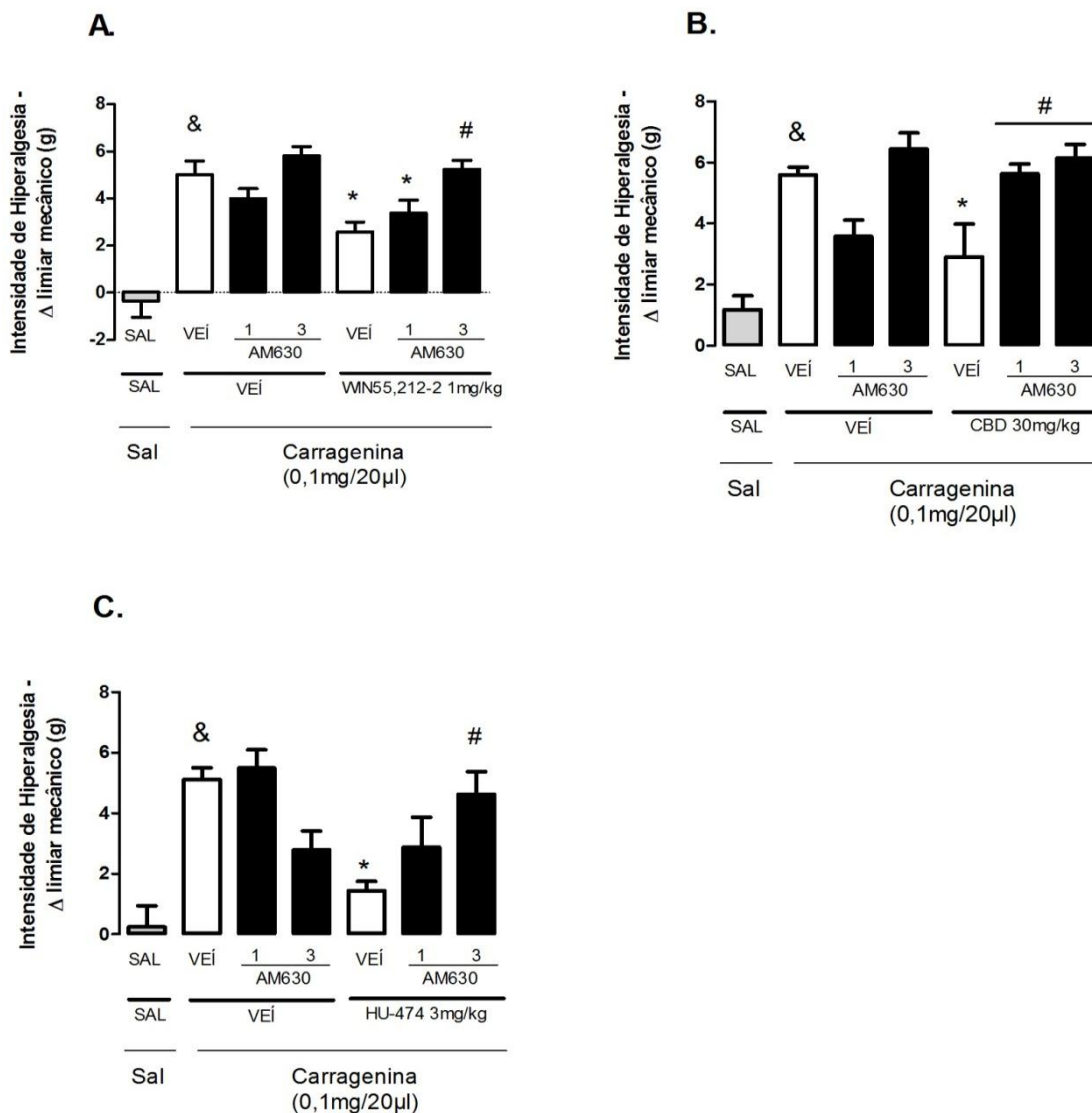 A.
Intensidade de Hiperalgesia -
Δ limiar mecânico (g)
8
6
4
2
0
-2
&
*
*
#
SAL
VEÍ
1
3
VEÍ
1
3
AM630
AM630
SAL
VEÍ
WIN55,212-2 1mg/kg
Sal
Carragenina
(0,1mg/20µl)
B.
Intensidade de Hiperalgesia -
Δ limiar mecânico (g)
8
6
4
2
0
&
*
#
SAL
VEÍ
1
3
VEÍ
1
3
AM630
AM630
SAL
VEÍ
CBD 30mg/kg
Sal
Carragenina
(0,1mg/20µl)
C.
Intensidade de Hiperalgesia -
Δ limiar mecânico (g)
8
6
4
2
0
&
*
#
SAL
VEÍ
1
3
VEÍ
1
3
AM630
AM630
SAL
VEÍ
HU-474 3mg/kg
Sal
Carragenina
(0,1mg/20µl)